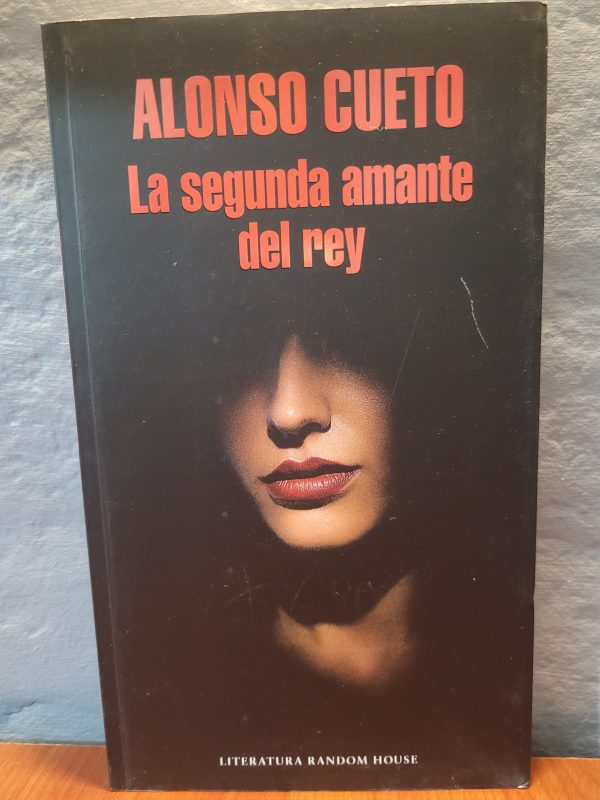 ALONSO CUETO
La segunda amante
del rey
LITERATURA RANDOM HOUSE